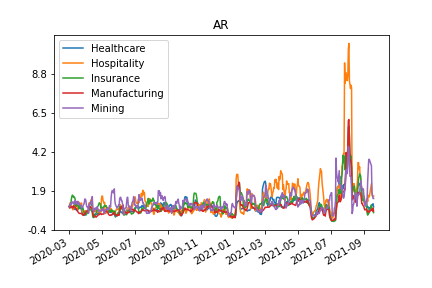 AR
Healthcare
Hospitality
Insurance
Manufacturing
Mining
8.8
6.5
4.2
1.9
-0.4
2020-03
2020-05
2020-07
2020-09
2020-11
2021-01
2021-03
2021-05
2021-07
2021-09